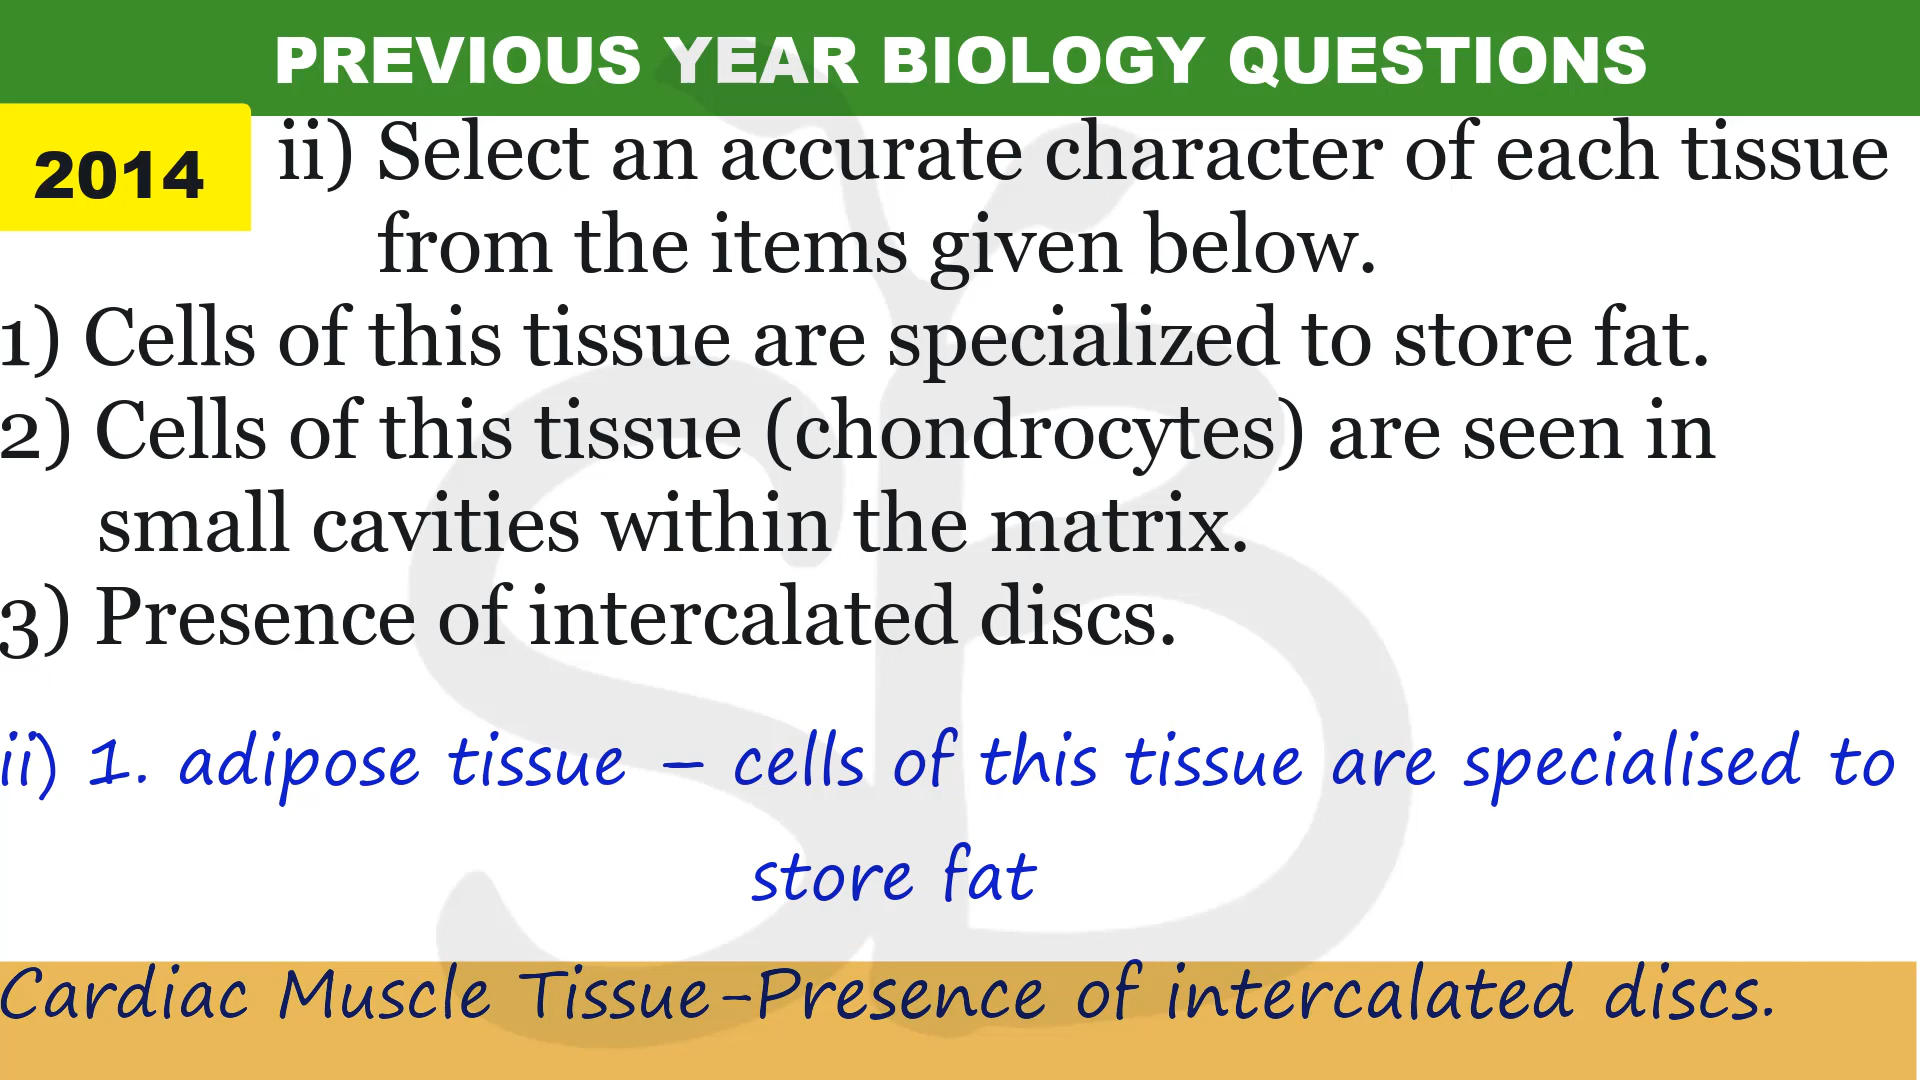 PREVIOUS YEAR BIOLOGY QUESTIONS
2014
ii) Select an accurate character of each tissue
from the items given below.
1) Cells of this tissue are specialized to store fat.
2) Cells of this tissue (chondrocytes) are seen in
small cavities within the matrix.
3) Presence of intercalated discs.
ii) 1. adipose tissue – cells of this tissue are specialised to
store fat
Cardiac Muscle Tissue-Presence of intercalated discs.
SB